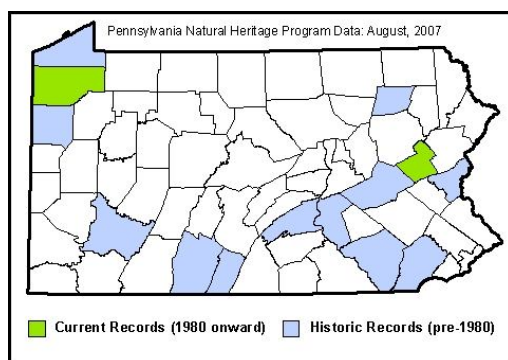 Pennsylvania Natural Heritage Program Data: August, 2007
Current Records (1980 onward) Historic Records (pre-1980)